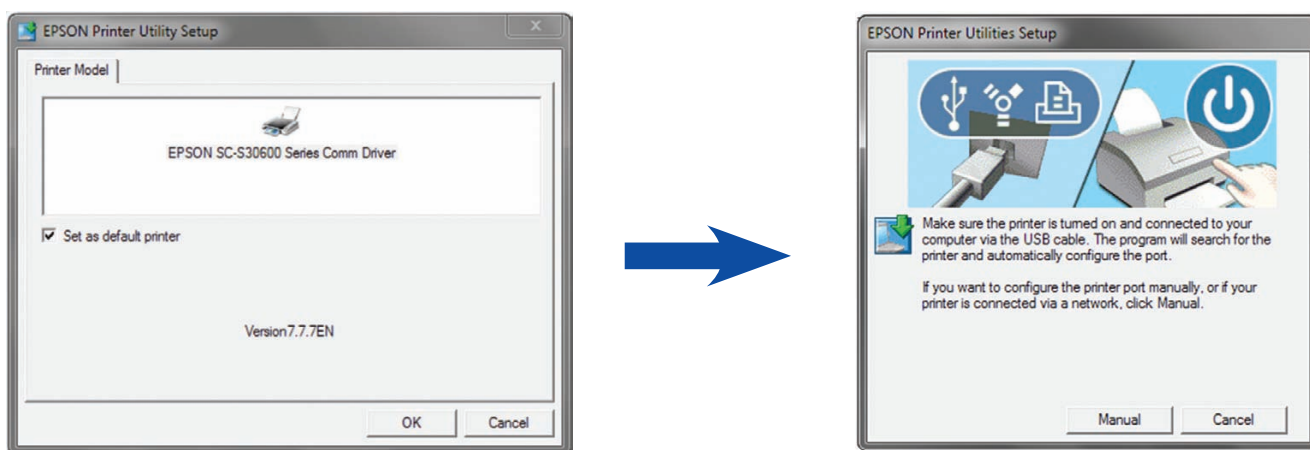 EPSON Printer Utility Setup
Printer Model
EPSON SC-S30600 Series Comm Driver
Set as default printer
Version7.7.7EN
OK Cancel
EPSON Printer Utilities Setup
Make sure the printer is turned on and connected to your
computer via the USB cable. The program will search for the
printer and automatically configure the port.
If you want to configure the printer port manually, or if your
printer is connected via a network, click Manual.
Manual Cancel